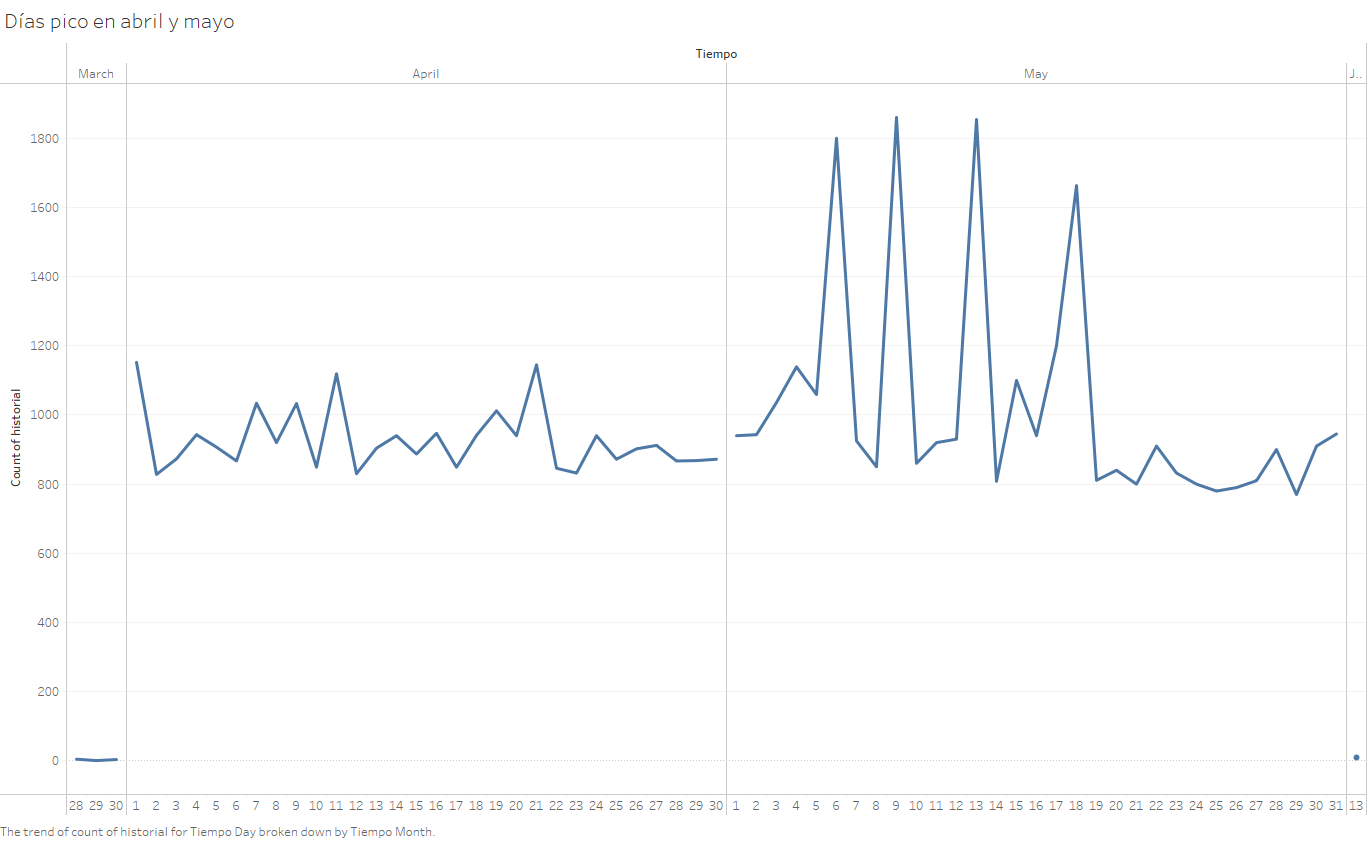 Días pico en abril y mayo
Tiempo
March April May J..
1800
1600
1400
1200
1000
800
600
400
200
0
Count of historial
28 29 30 1 2 3 4 5 6 7 8 9 10 11 12 13 14 15 16 17 18 19 20 21 22 23 24 25 26 27 28 29 30 1 2 3 4 5 6 7 8 9 10 11 12 13 14 15 16 17 18 19 20 21 22 23 24 25 26 27 28 29 30 31 13
The trend of count of historial for Tiempo Day broken down by Tiempo Month.